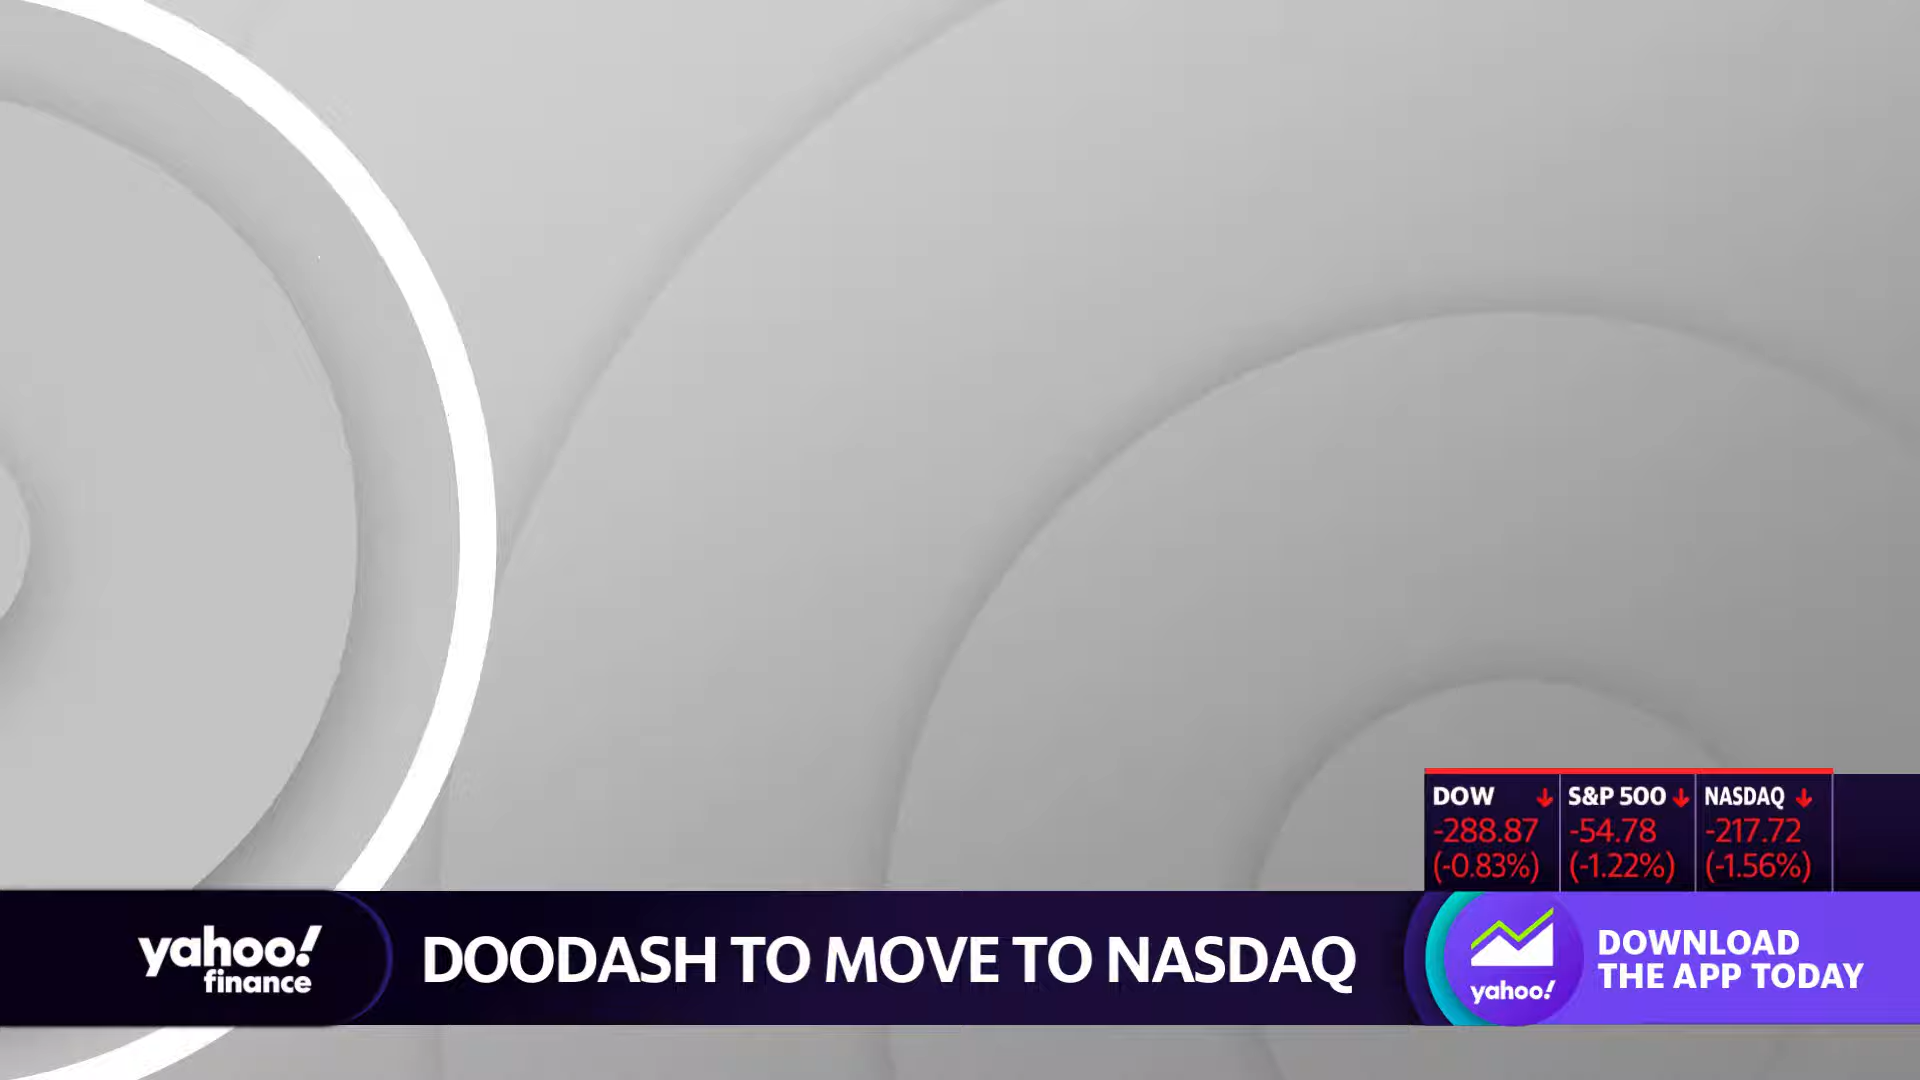 DOW
-288.87
(-0.83%)
S&P 500
-54.78
(-1.22%)
NASDAQ
-217.72
(-1.56%)
yahoo!
finance
DOODASH TO MOVE TO NASDAQ
yahoo!
DOWNLOAD
THE APP TODAY